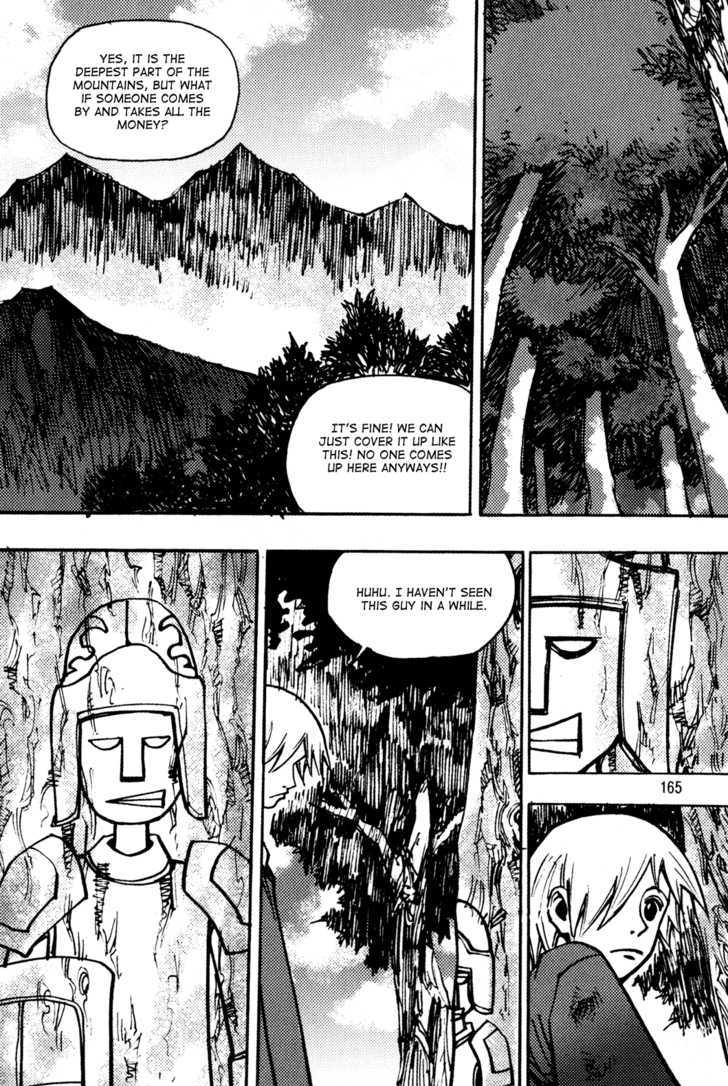 YES, IT IS THE
DEEPEST PART OF THE
MOUNTAINS, BUT WHAT
IF SOMEONE COMES
BY AND TAKES ALL THE
MONEY?
IT'S FINE! WE CAN
JUST COVER IT UP LIKE
THIS! NO ONE COMES
UP HERE ANYWAYS!!
HUHU. I HAVEN'T SEEN
THIS GUY IN A WHILE.
165